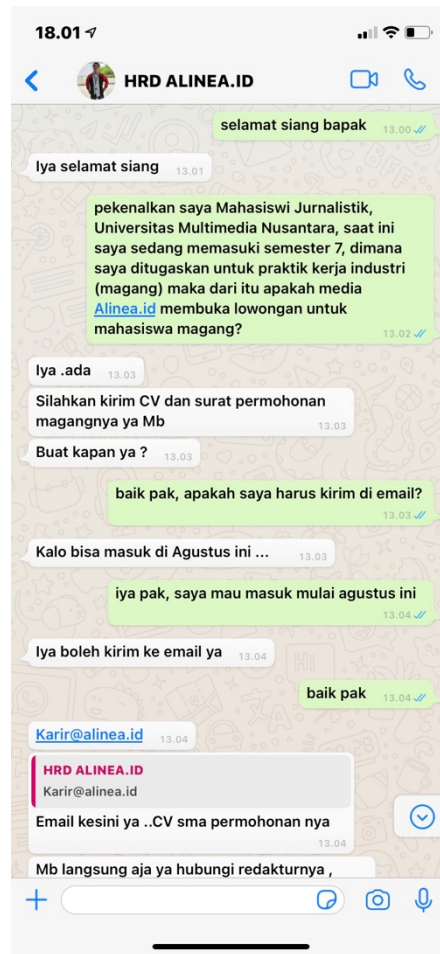 18.01
HRD ALINEA.ID
selamat siang bapak 13.00
Iya selamat siang 13.01
pekenalkan saya Mahasiswi Jurnalistik,
Universitas Multimedia Nusantara, saat ini
saya sedang memasuki semester 7, dimana
saya ditugaskan untuk praktik kerja industri
(magang) maka dari itu apakah media
Alinea.id membuka lowongan untuk
mahasiswa magang? 13.02
Iya .ada 13.03
Silahkan kirim CV dan surat permohonan
magangnya ya Mb 13.03
Buat kapan ya ? 13.03
baik pak, apakah saya harus kirim di email?
13.03
Kalo bisa masuk di Agustus ini ... 13.03
iya pak, saya mau masuk mulai agustus ini
13.04
Iya boleh kirim ke email ya 13.04
baik pak 13.04
Karir@alinea.id 13.04
HRD ALINEA.ID
Karir@alinea.id
Email kesini ya ..CV sma permohonan nya
13.04
Mb langsung aja ya hubungi redakturnya ,